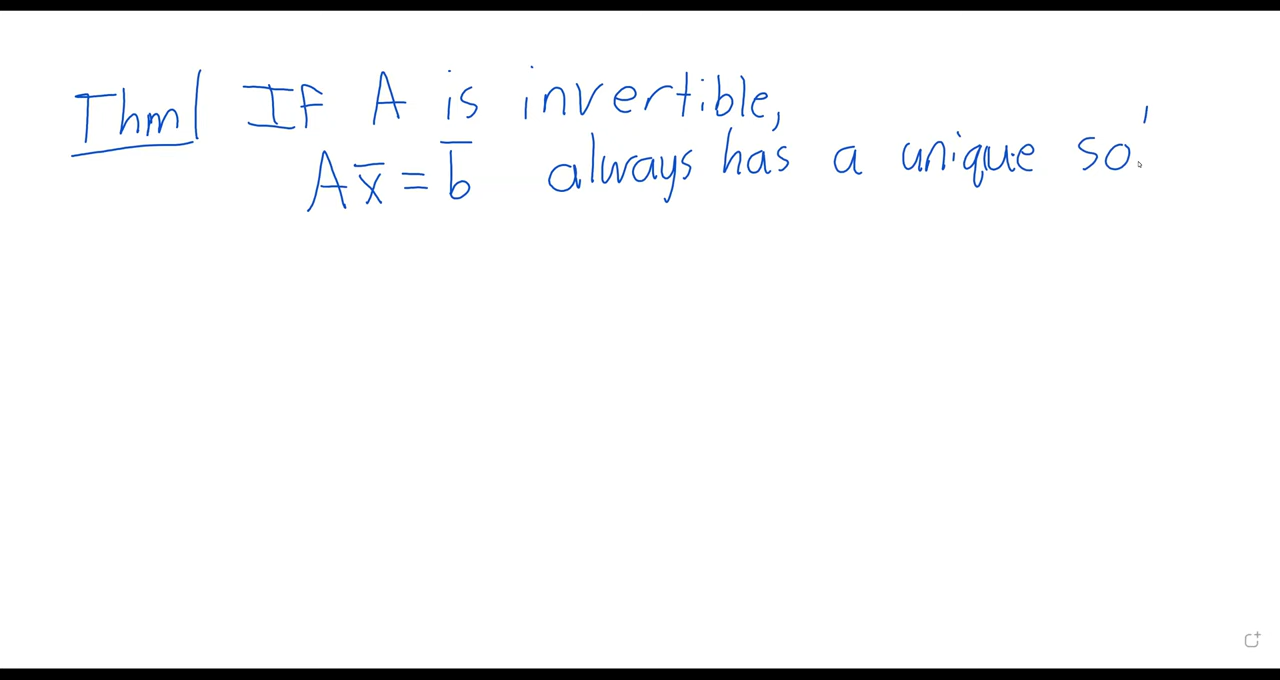 Thm| If A is invertible,
Ax̅ = b̅ always has a unique so